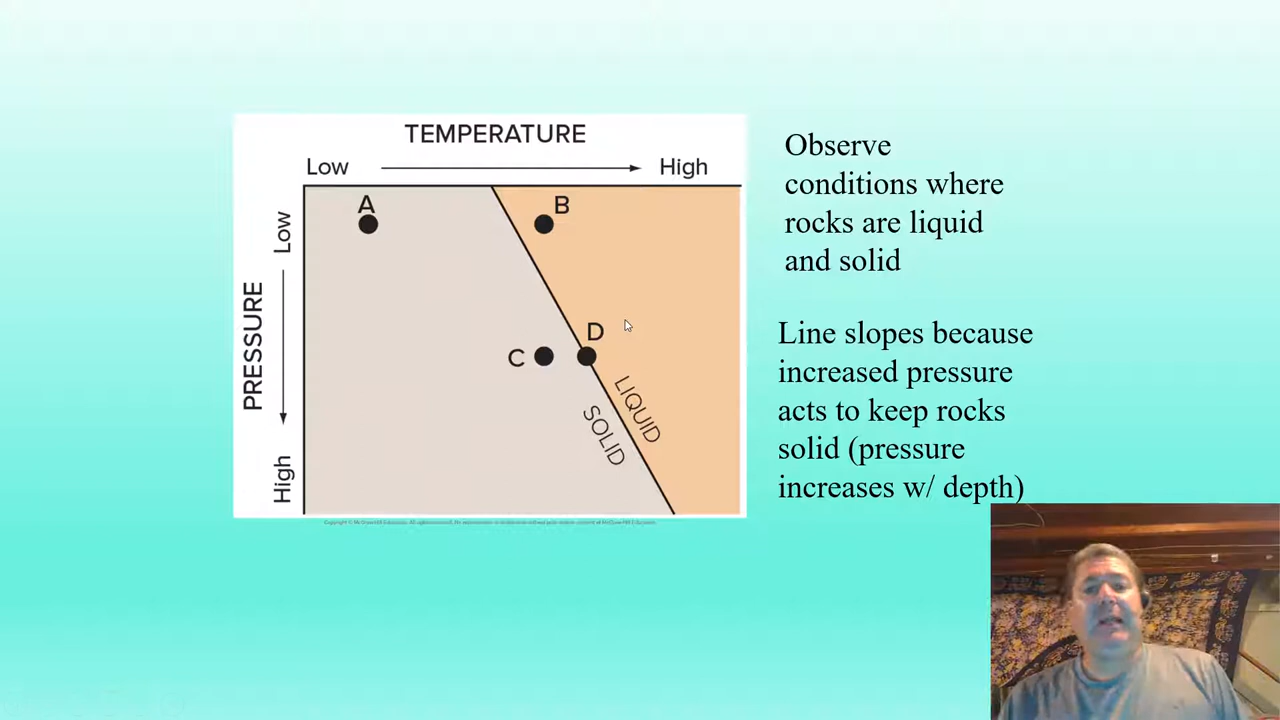 TEMPERATURE
Low
High
PRESSURE
Low
High
A
B
C
D
LIQUID
SOLID
Observe
conditions where
rocks are liquid
and solid
Line slopes because
increased pressure
acts to keep rocks
solid (pressure
increases w/ depth)